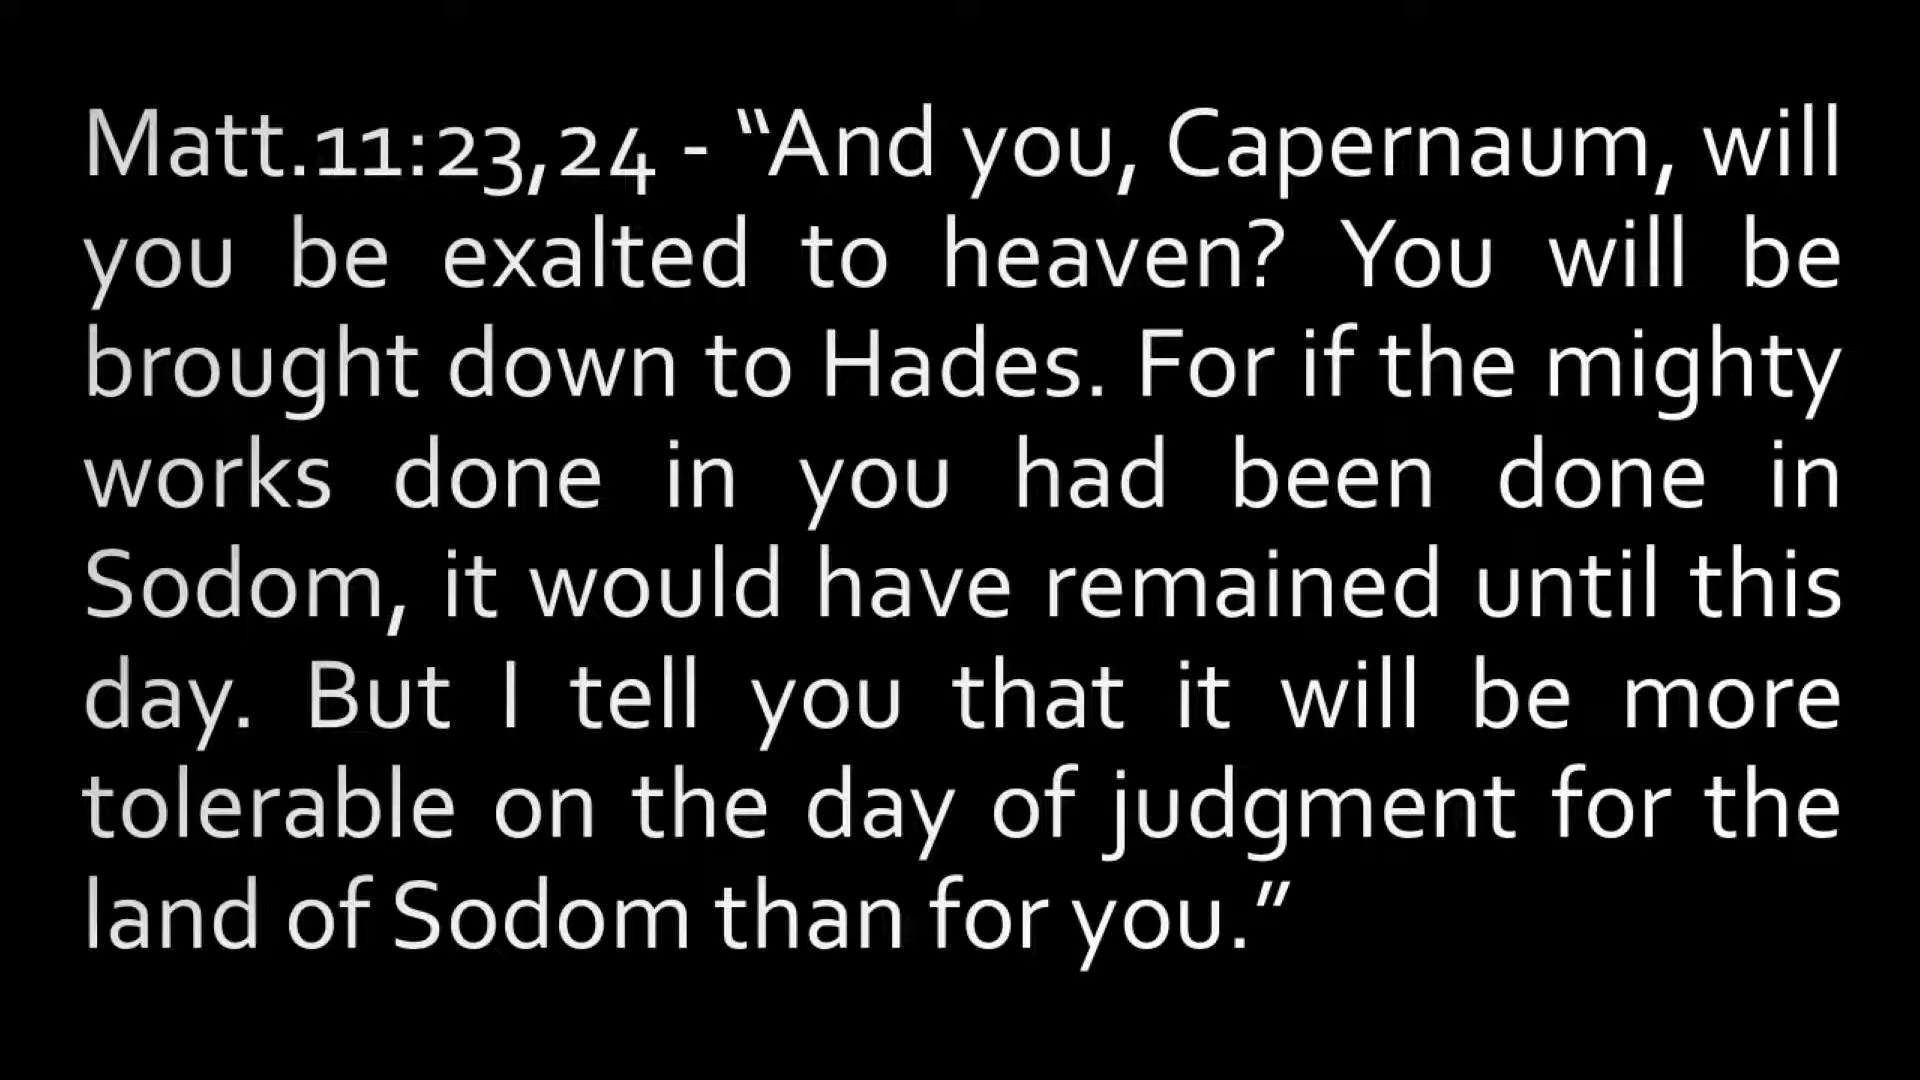 Matt.11:23,24 - “And you, Capernaum, will
you be exalted to heaven? You will be
brought down to Hades. For if the mighty
works done in you had been done in
Sodom, it would have remained until this
day. But I tell you that it will be more
tolerable on the day of judgment for the
land of Sodom than for you.”